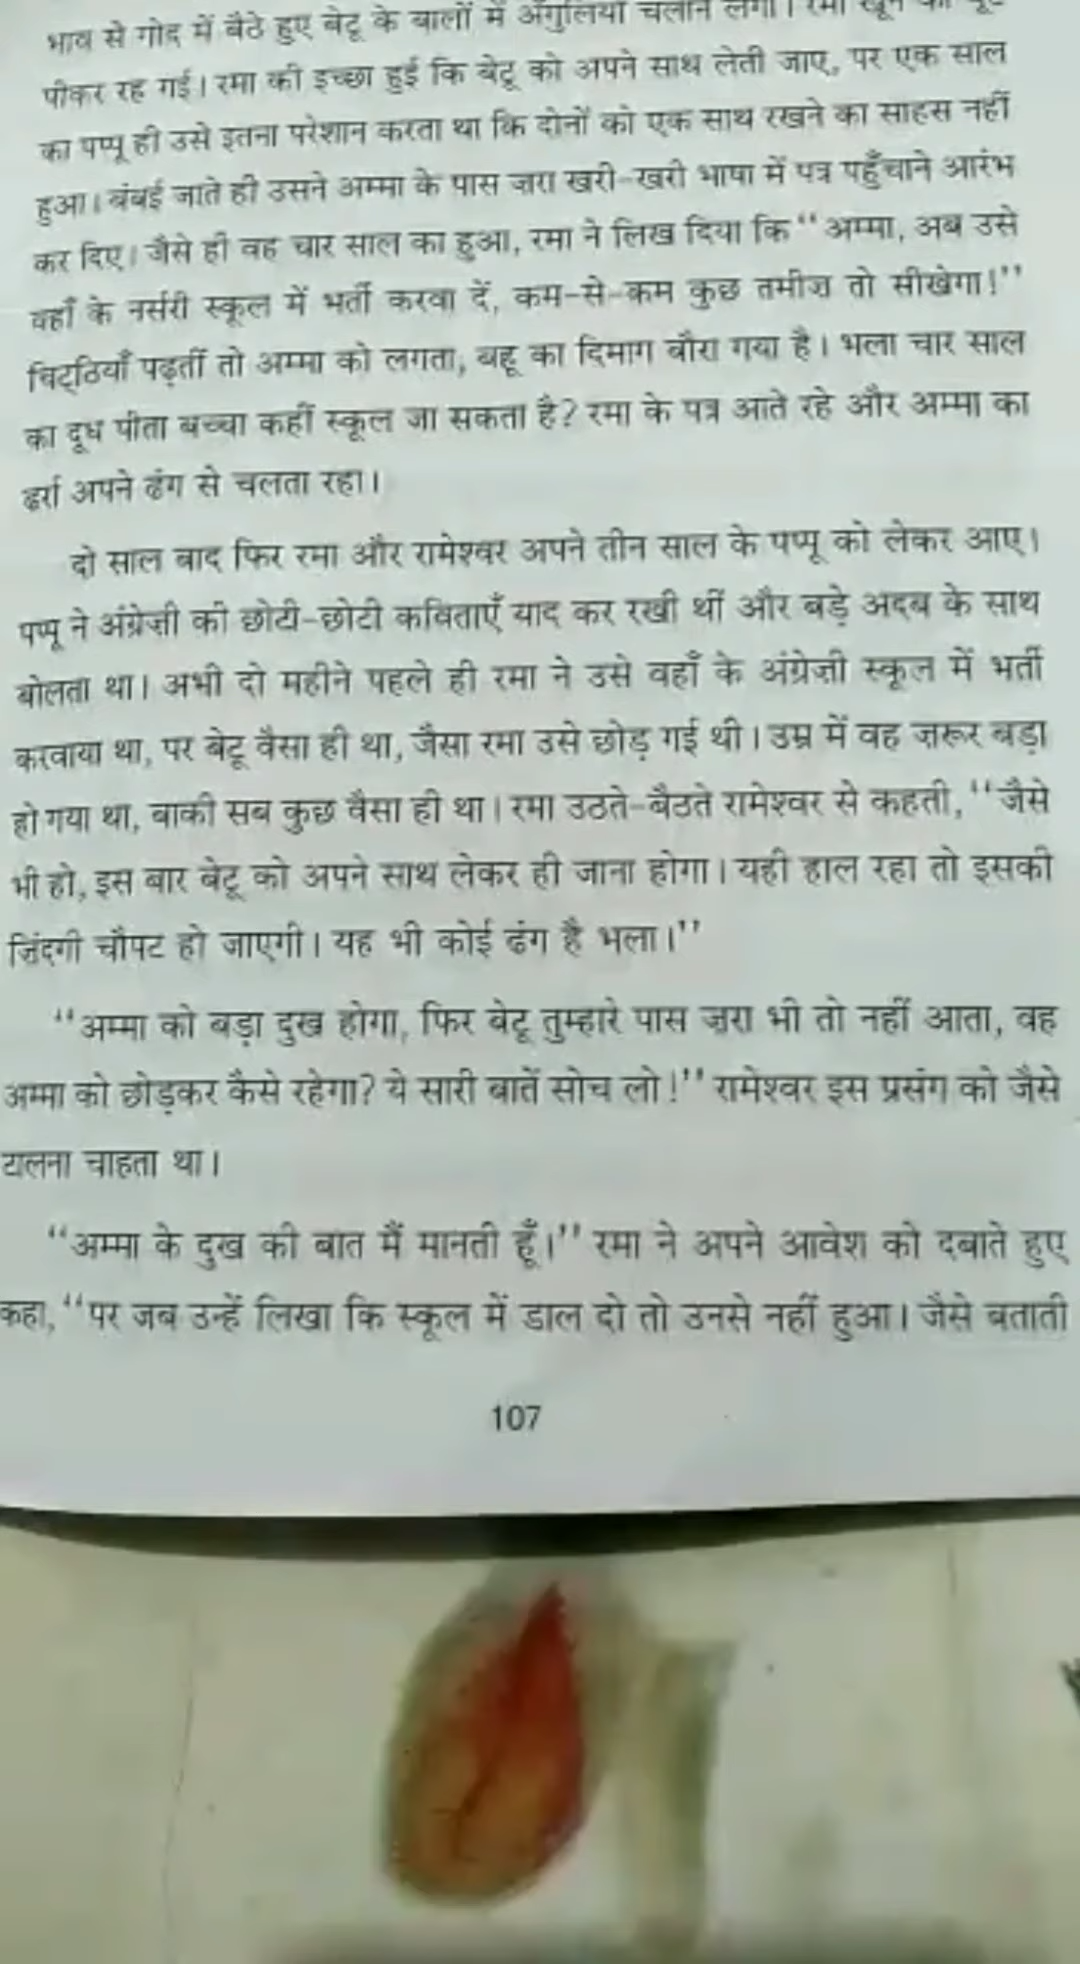 भाव से गोद में बैठे हुए बेटू के बालों में अँगुलियाँ चलाने लगीं। रमा खून का घूँट
पीकर रह गई। रमा की इच्छा हुई कि बेटू को अपने साथ लेती जाए, पर एक साल
का पप्पू ही उसे इतना परेशान करता था कि दोनों को एक साथ रखने का साहस नहीं
हुआ। बंबई जाते ही उसने अम्मा के पास ज़रा खरी-खरी भाषा में पत्र पहुँचाने आरंभ
कर दिए। जैसे ही वह चार साल का हुआ, रमा ने लिख दिया कि “अम्मा, अब उसे
वहाँ के नर्सरी स्कूल में भर्ती करवा दें, कम-से-कम कुछ तमीज़ तो सीखेगा!”
चिट्ठियाँ पढ़तीं तो अम्मा को लगता, बहू का दिमाग बौरा गया है। भला चार साल
का दूध पीता बच्चा कहीं स्कूल जा सकता है? रमा के पत्र आते रहे और अम्मा का
ढर्रा अपने ढंग से चलता रहा।
दो साल बाद फिर रमा और रामेश्वर अपने तीन साल के पप्पू को लेकर आए।
पप्पू ने अंग्रेज़ी की छोटी-छोटी कविताएँ याद कर रखी थीं और बड़े अदब के साथ
बोलता था। अभी दो महीने पहले ही रमा ने उसे वहाँ के अंग्रेज़ी स्कूल में भर्ती
करवाया था, पर बेटू वैसा ही था, जैसा रमा उसे छोड़ गई थी। उम्र में वह ज़रूर बड़ा
हो गया था, बाकी सब कुछ वैसा ही था। रमा उठते-बैठते रामेश्वर से कहती, “जैसे
भी हो, इस बार बेटू को अपने साथ लेकर ही जाना होगा। यही हाल रहा तो इसकी
ज़िंदगी चौपट हो जाएगी। यह भी कोई ढंग है भला।”
“अम्मा को बड़ा दुख होगा, फिर बेटू तुम्हारे पास ज़रा भी तो नहीं आता, वह
अम्मा को छोड़कर कैसे रहेगा? ये सारी बातें सोच लो!” रामेश्वर इस प्रसंग को जैसे
टालना चाहता था।
“अम्मा के दुख की बात मैं मानती हूँ।” रमा ने अपने आवेश को दबाते हुए
कहा, “पर जब उन्हें लिखा कि स्कूल में डाल दो तो उनसे नहीं हुआ। जैसे बताती
107